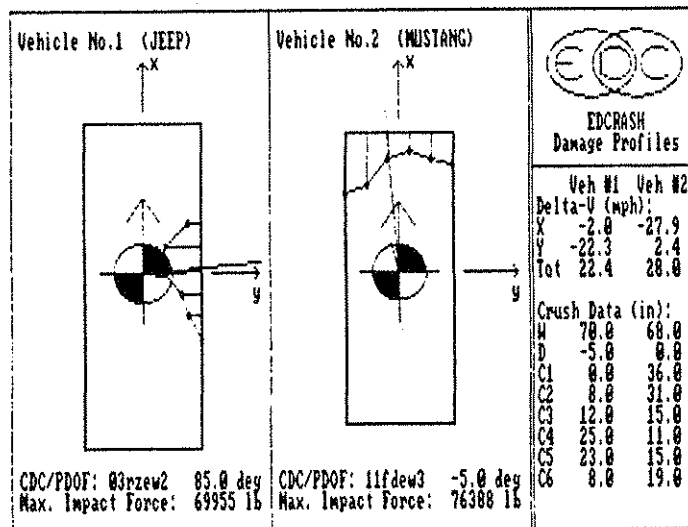 Vehicle No.1 (JEEP)
x
y
CDC/PDOF: 03rzew2 85.0 deg
Max. Impact Force: 69955 lb
Vehicle No.2 (MUSTANG)
x
y
CDC/PDOF: 11fdew3 -5.0 deg
Max. Impact Force: 76388 lb
EDC
EDCRASH
Damage Profiles
Veh #1 Veh #2
Delta-V (mph):
X -2.0 -27.9
Y -22.3 2.4
Tot 22.4 28.0
Crush Data (in):
W 70.0 68.0
D -5.0 0.0
C1 0.0 36.0
C2 8.0 31.0
C3 12.0 15.0
C4 25.0 11.0
C5 23.0 15.0
C6 8.0 19.0